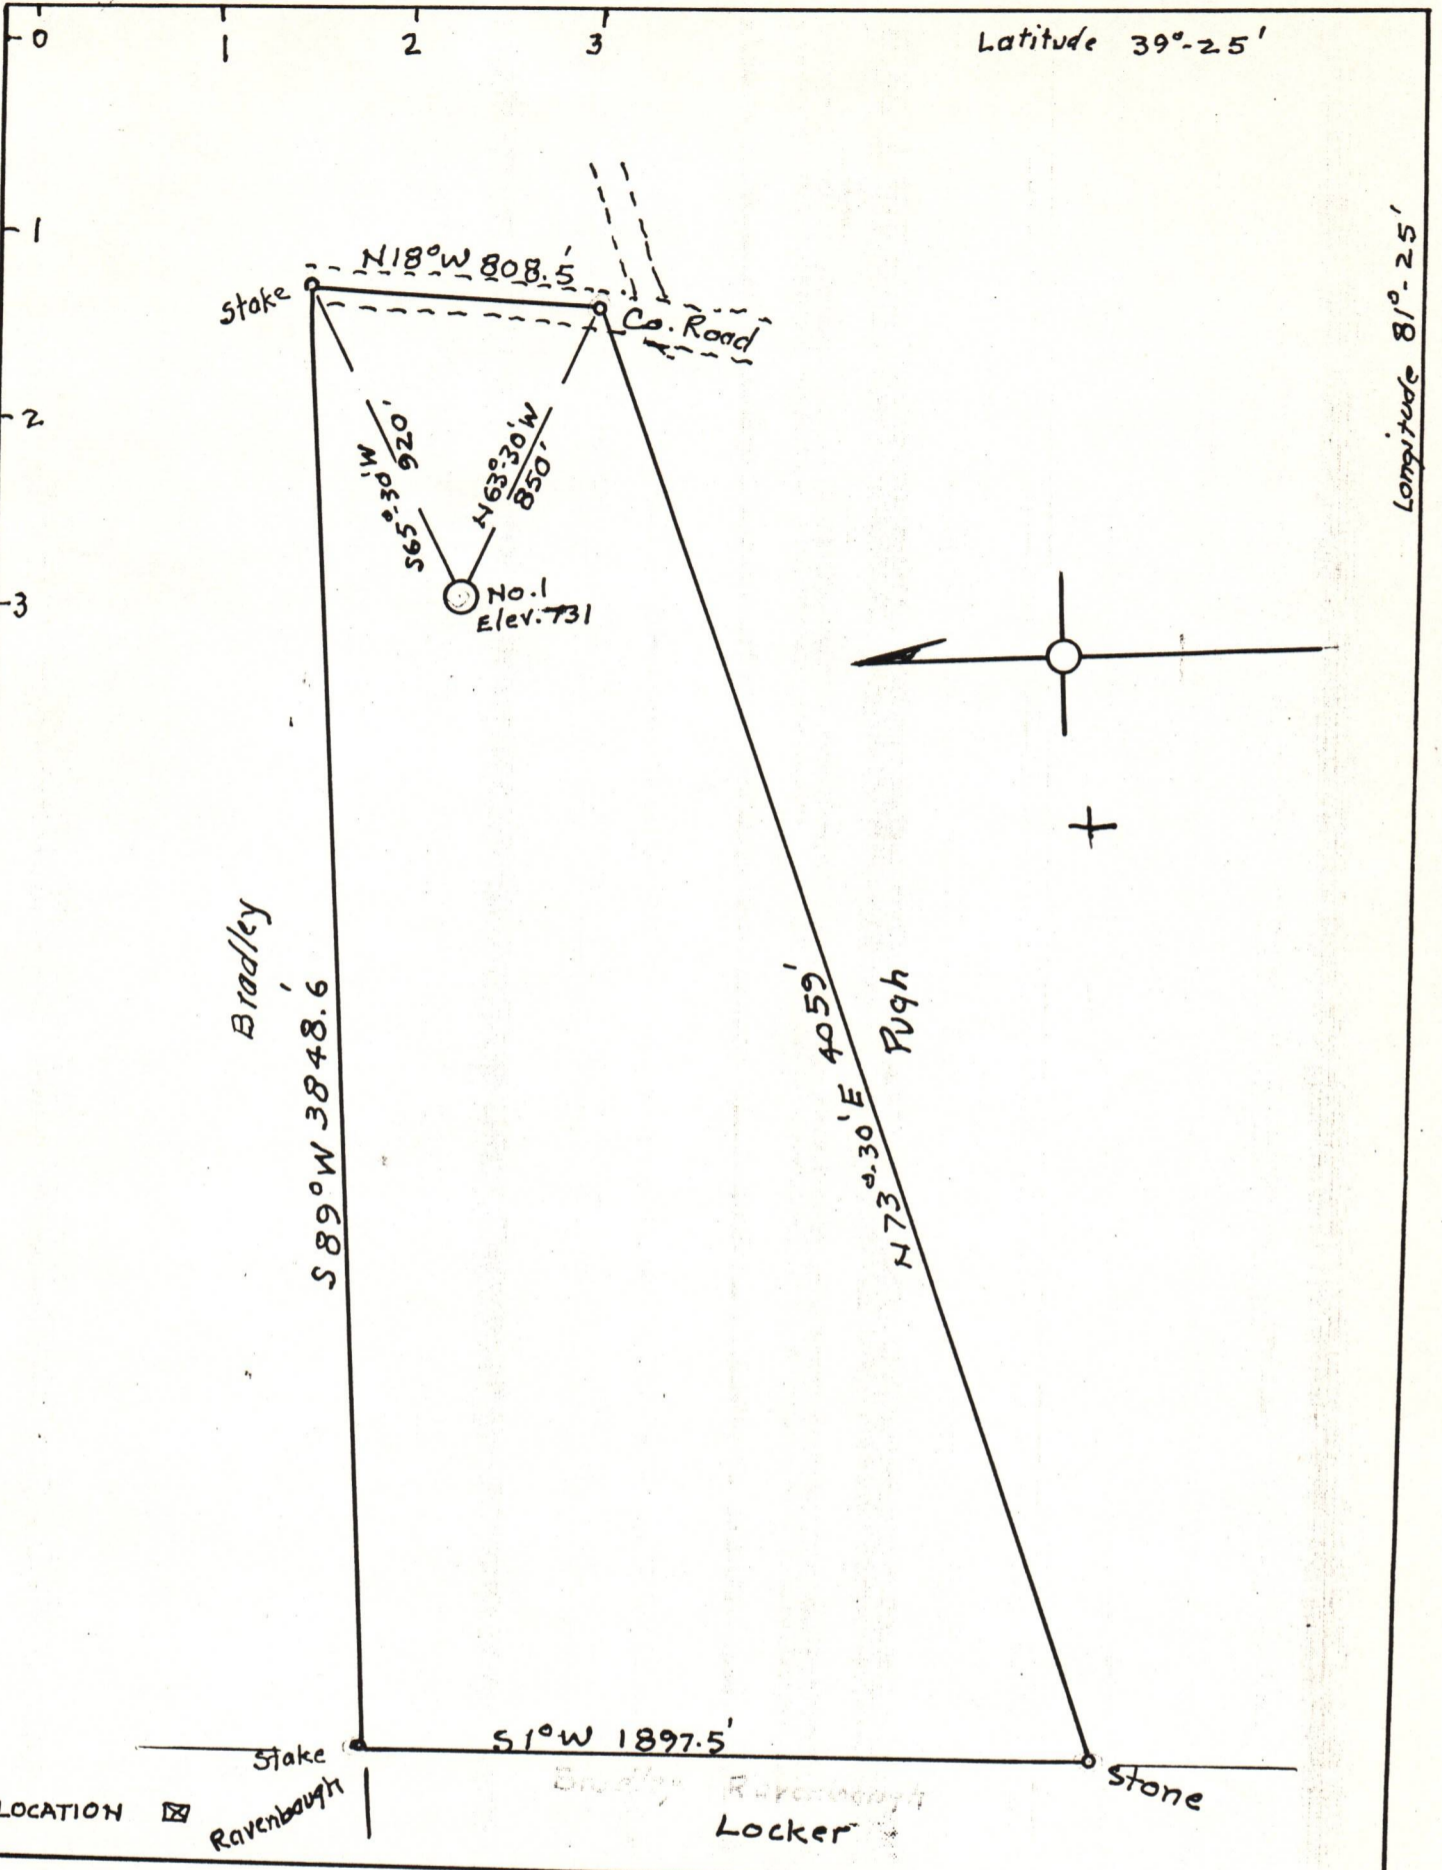 0 1 2 3 Latitude 39°-25'
1
2
3
Longitude 81°-25'
N18°W 808.5'
Stake
Co. Road
S65°-30'W
920'
N63°-30'W
850'
No. 1
Elev. 731
Bradley
S89°W 3848.6'
N73°-30'E 4059'
Pugh
S1°W 1897.5'
Stake
Stone
Ravenbaugh
Bradley Ravenbaugh
Locker
LOCATION